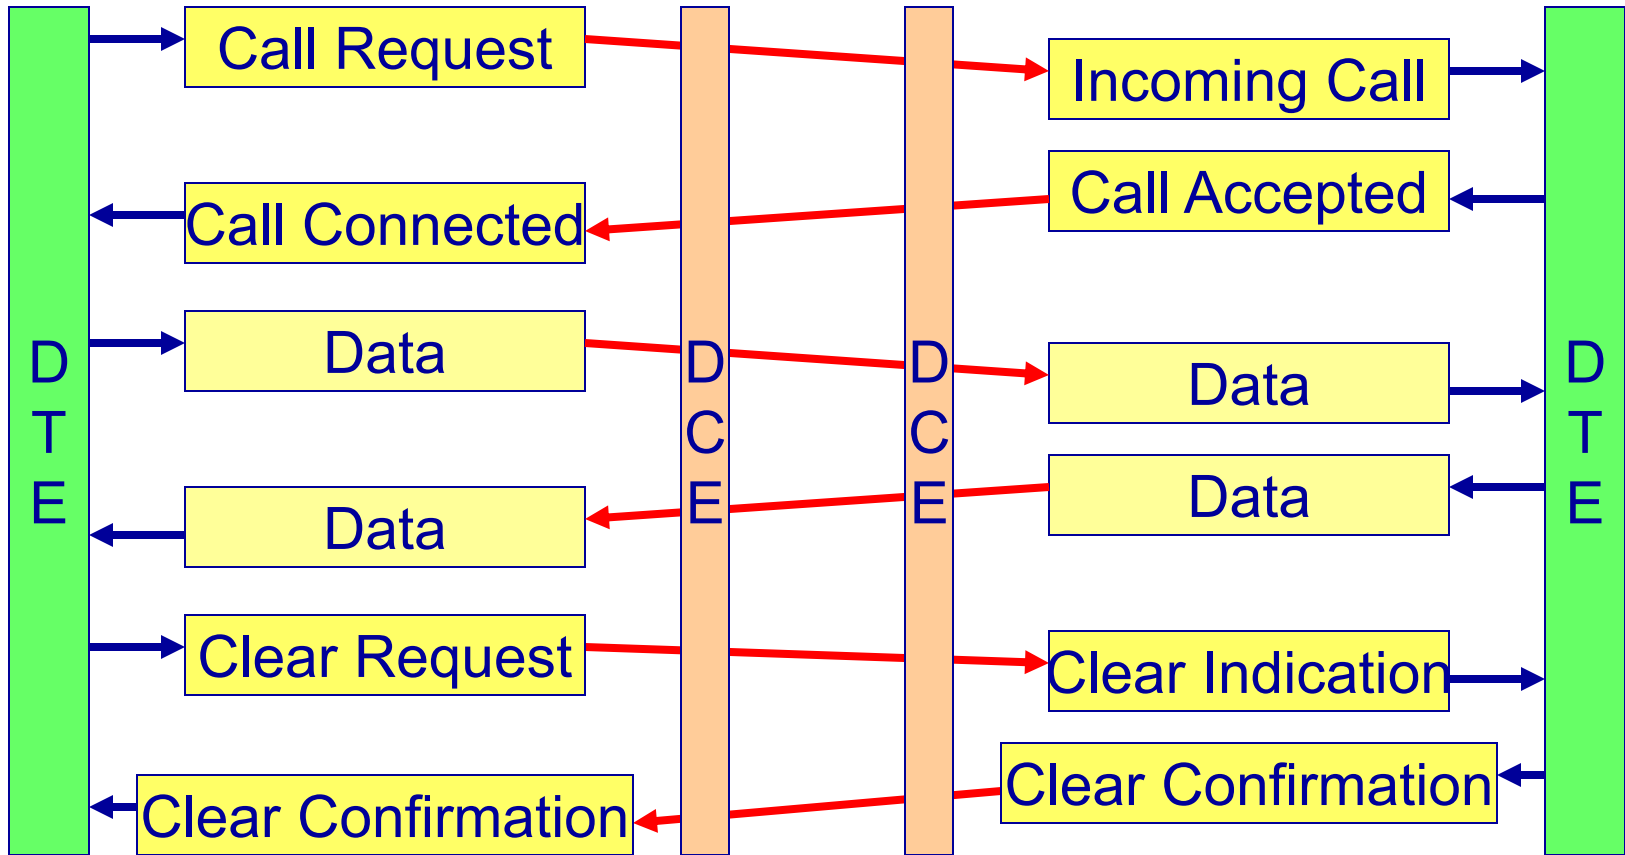 Call Request
Incoming Call
Call Accepted
Call Connected
Data
Data
Data
Data
Clear Request
Clear Indication
Clear Confirmation
Clear Confirmation
D
T
E
D
C
E
D
C
E
D
T
E